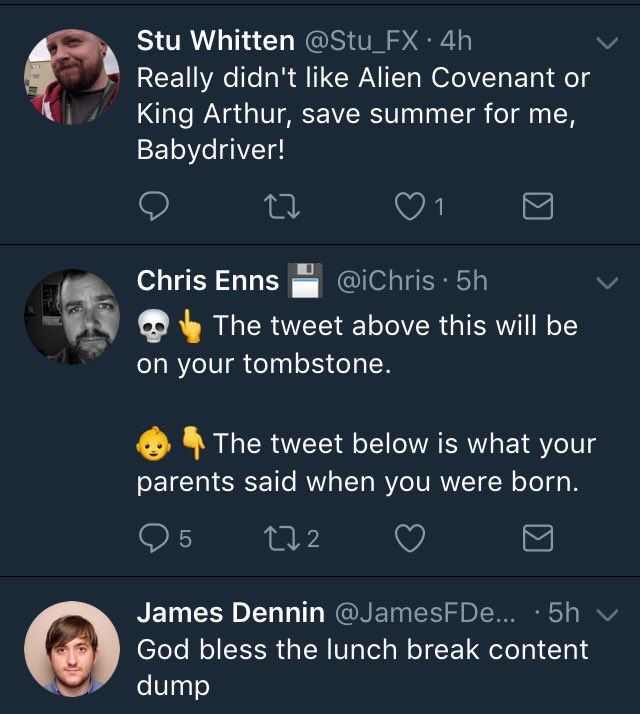 Stu Whitten @Stu_FX · 4h
Really didn't like Alien Covenant or
King Arthur, save summer for me,
Babydriver!
1
Chris Enns 💾 @iChris · 5h
💀👆 The tweet above this will be
on your tombstone.
👶👇 The tweet below is what your
parents said when you were born.
5 2
James Dennin @JamesFDe... · 5h
God bless the lunch break content
dump